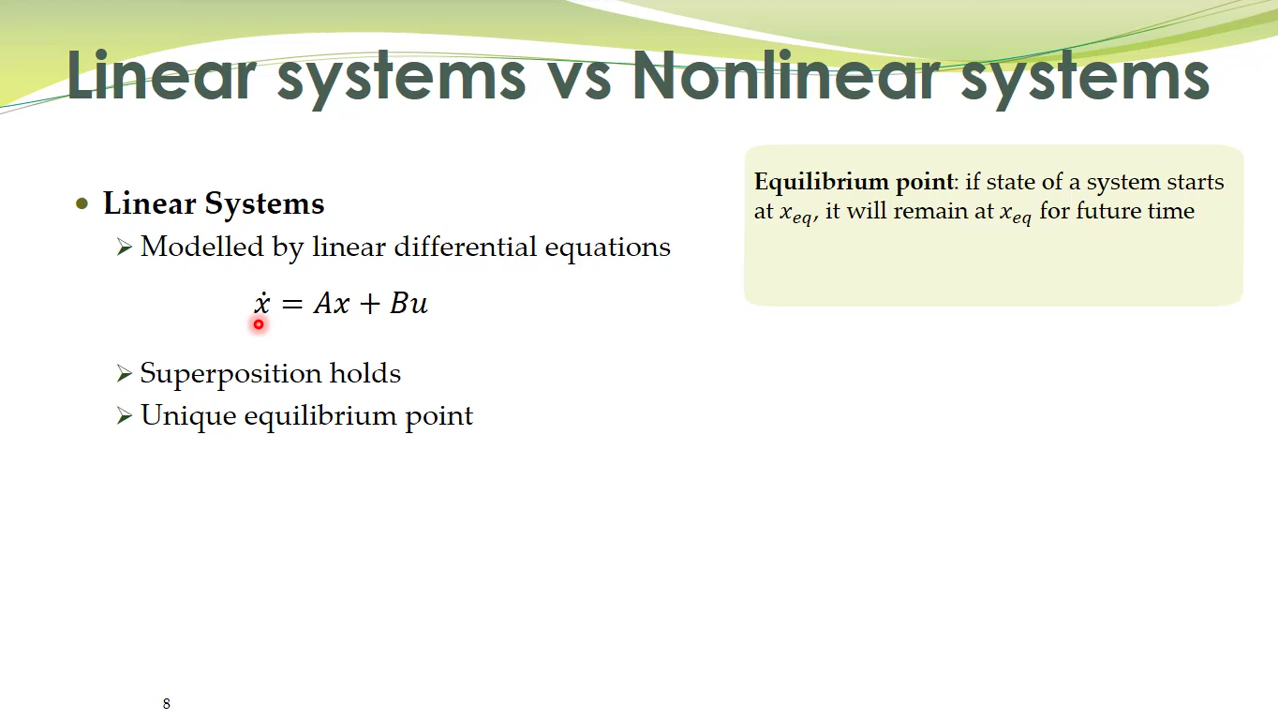 Linear systems vs Nonlinear systems
• Linear Systems
➢ Modelled by linear differential equations
ẋ = Ax + Bu
➢ Superposition holds
➢ Unique equilibrium point
Equilibrium point: if state of a system starts
at x_eq, it will remain at x_eq for future time
8